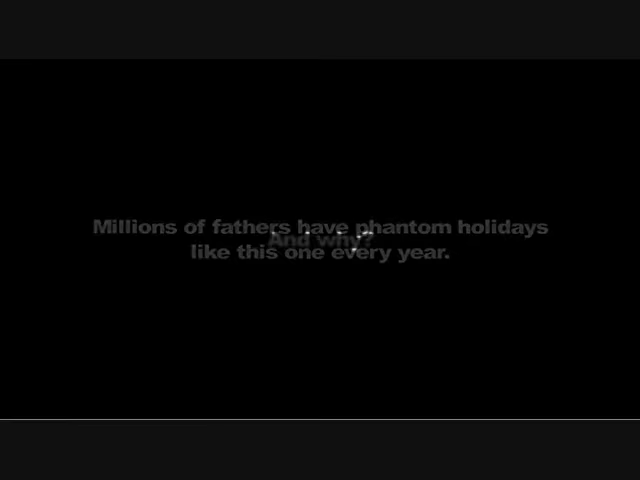 Millions of fathers have phantom holidays
And why?
like this one every year.